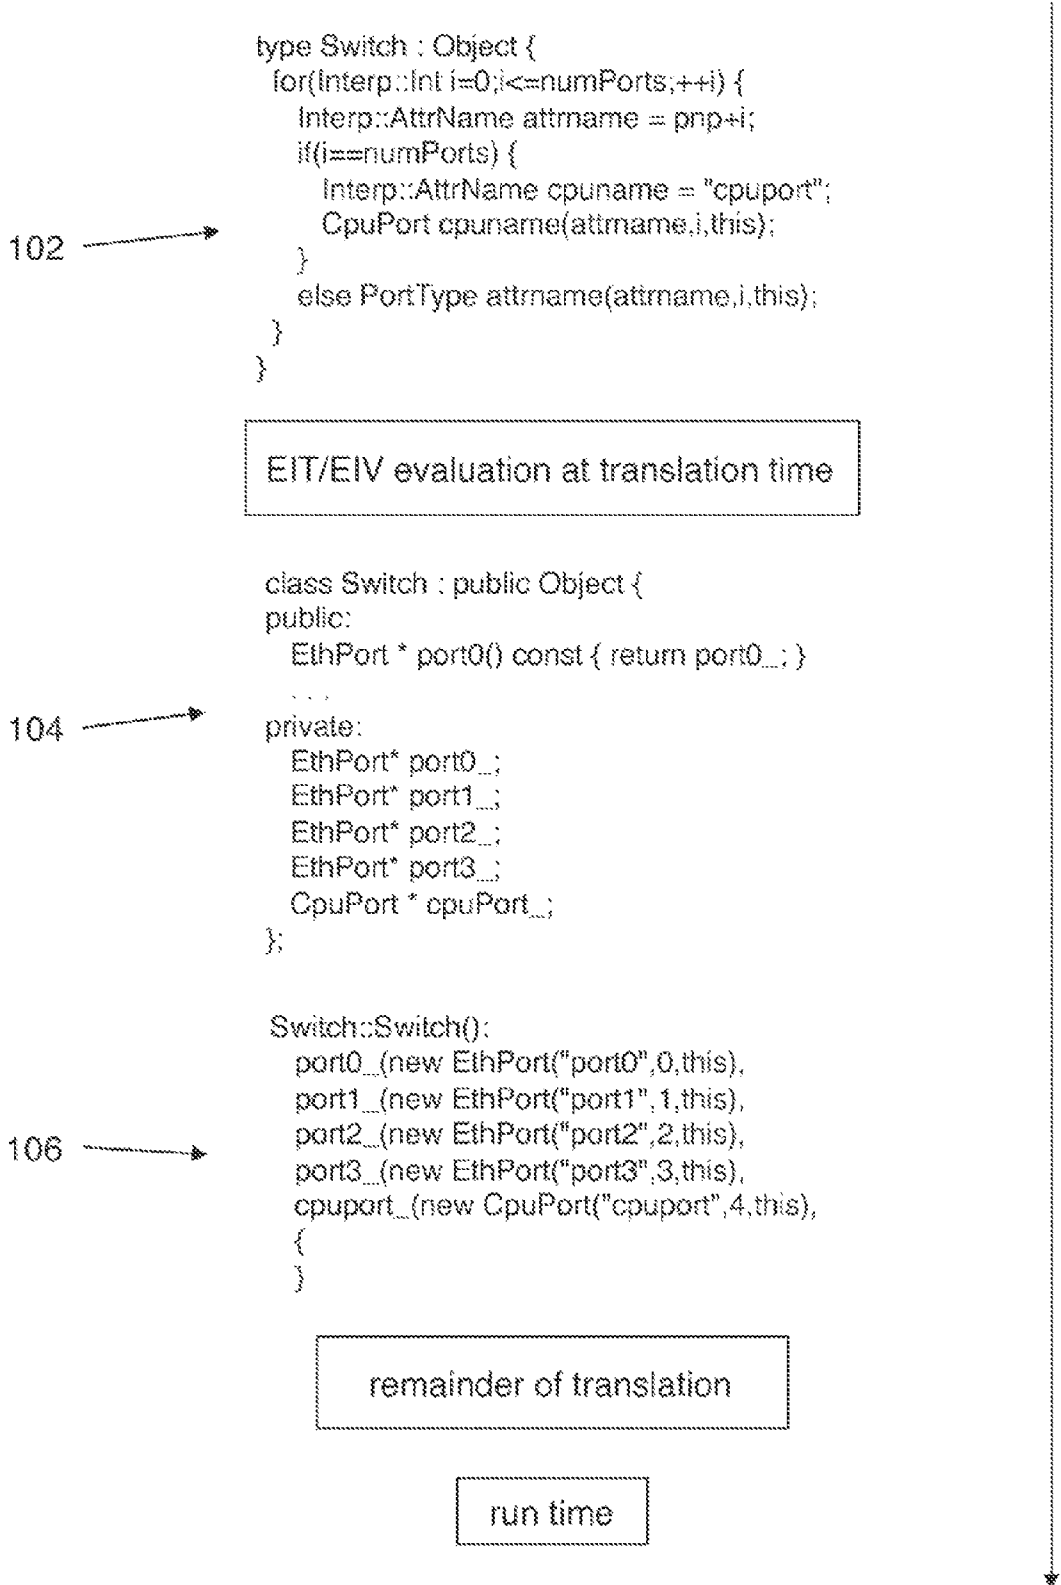 type Switch : Object {
for(Interp::Int i=0;i<=numPorts;++i) {
Interp::AttrName attrname = pnp+i;
if(i==numPorts) {
Interp::AttrName cpuname = "cpuport";
CpuPort cpuname(attrname,i,this);
}
else PortType attrname(attrname,i,this);
}
}
102
EIT/EIV evaluation at translation time
class Switch : public Object {
public:
EthPort * port0() const { return port0_; }
. . .
private:
EthPort* port0_;
EthPort* port1_;
EthPort* port2_;
EthPort* port3_;
CpuPort * cpuPort_;
};
104
Switch::Switch():
port0_(new EthPort("port0",0,this),
port1_(new EthPort("port1",1,this),
port2_(new EthPort("port2",2,this),
port3_(new EthPort("port3",3,this),
cpuport_(new CpuPort("cpuport",4,this),
{
}
106
remainder of translation
run time